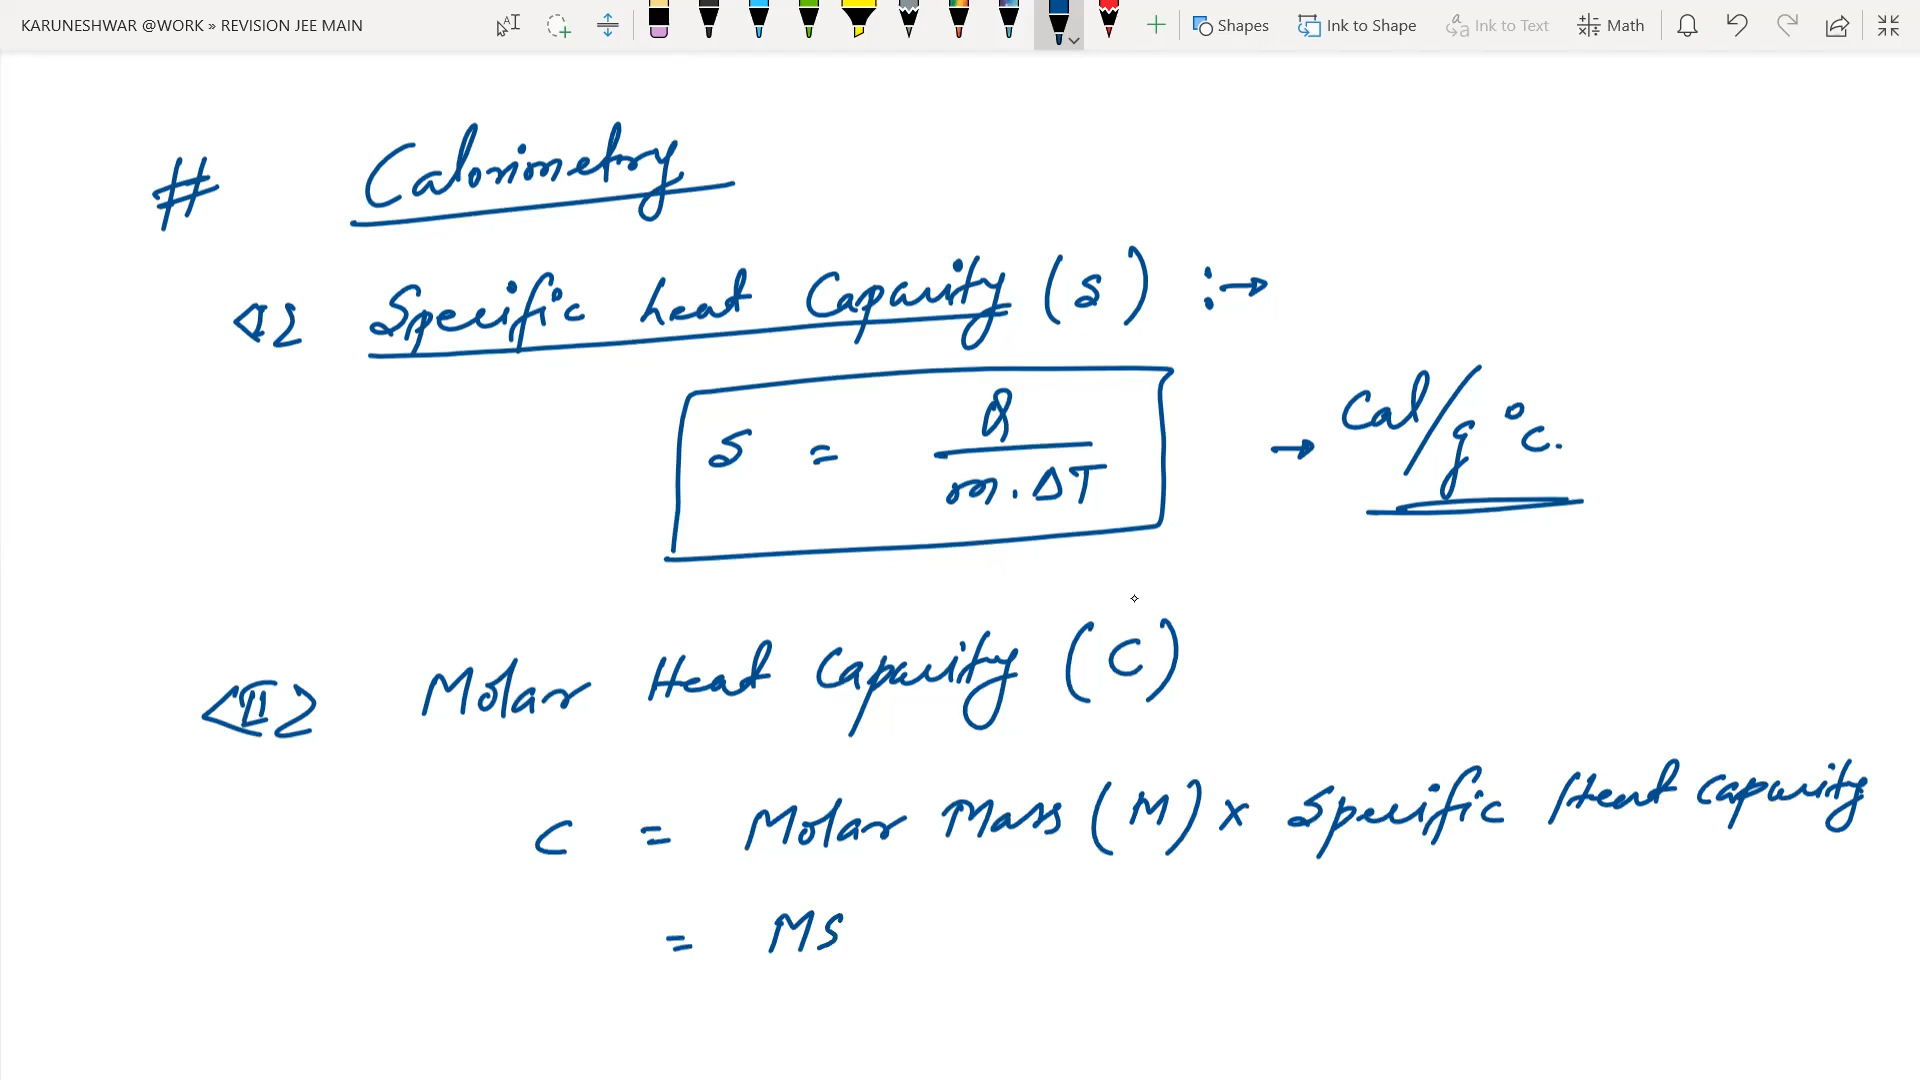 KARUNESHWAR @WORK » REVISION JEE MAIN Shapes Ink to Shape Ink to Text Math
# Calorimetry
<I> Specific heat Capacity (s) :→
s = Q / m.ΔT → Cal/g °c.
<II> Molar Heat Capacity (C)
C = Molar Mass (M) x Specific Heat Capacity
= MS